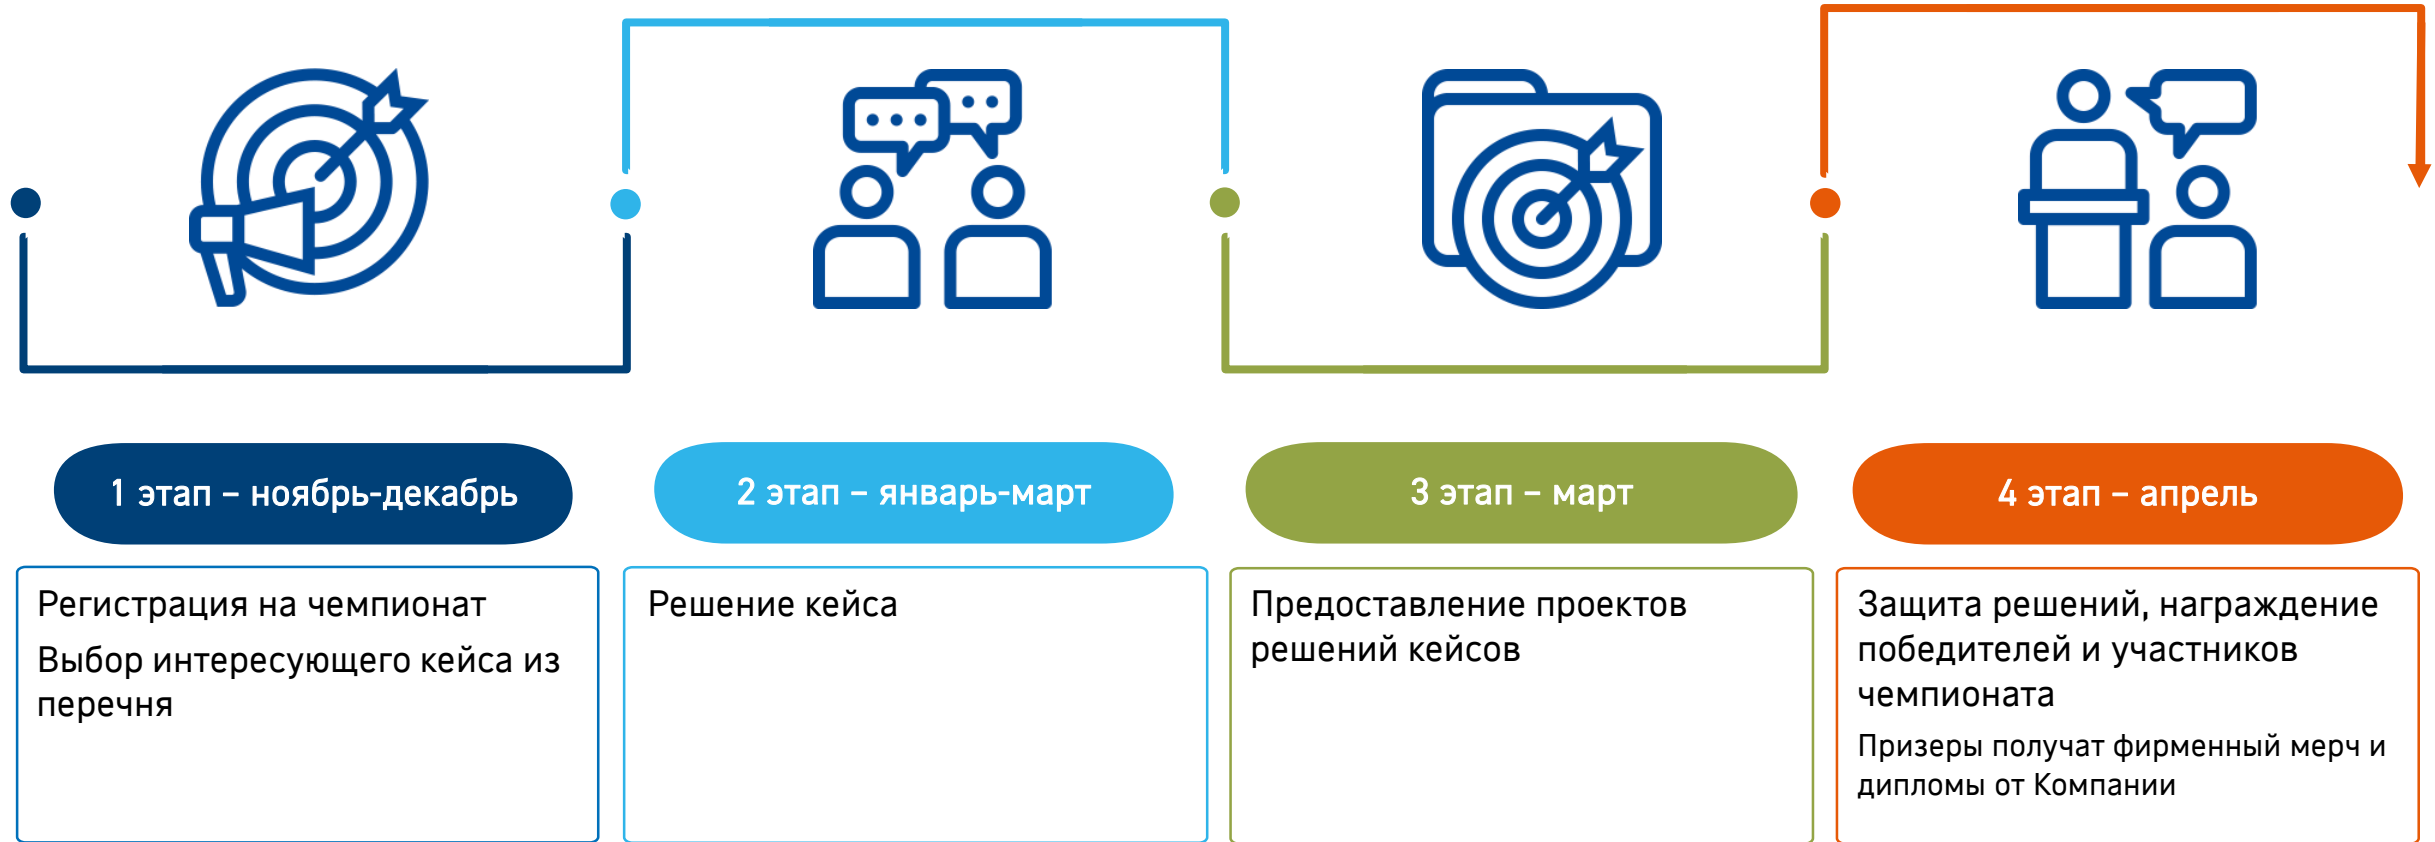 1 этап – ноябрь-декабрь
Регистрация на чемпионат
Выбор интересующего кейса из
перечня
2 этап – январь-март
Решение кейса
3 этап – март
Предоставление проектов
решений кейсов
4 этап – апрель
Защита решений, награждение
победителей и участников
чемпионата
Призеры получат фирменный мерч и
дипломы от Компании